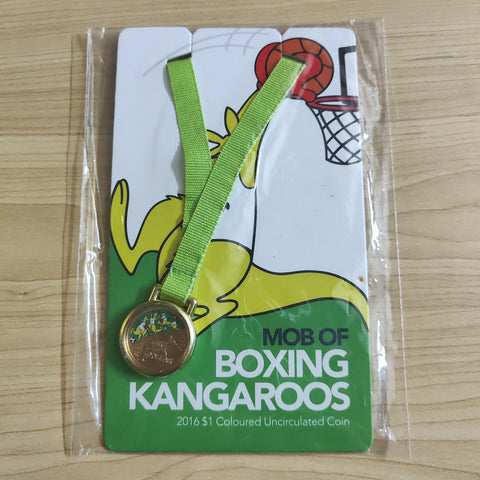 MOB OF
BOXING
KANGAROOS
2016 $1 Coloured Uncirculated Coin